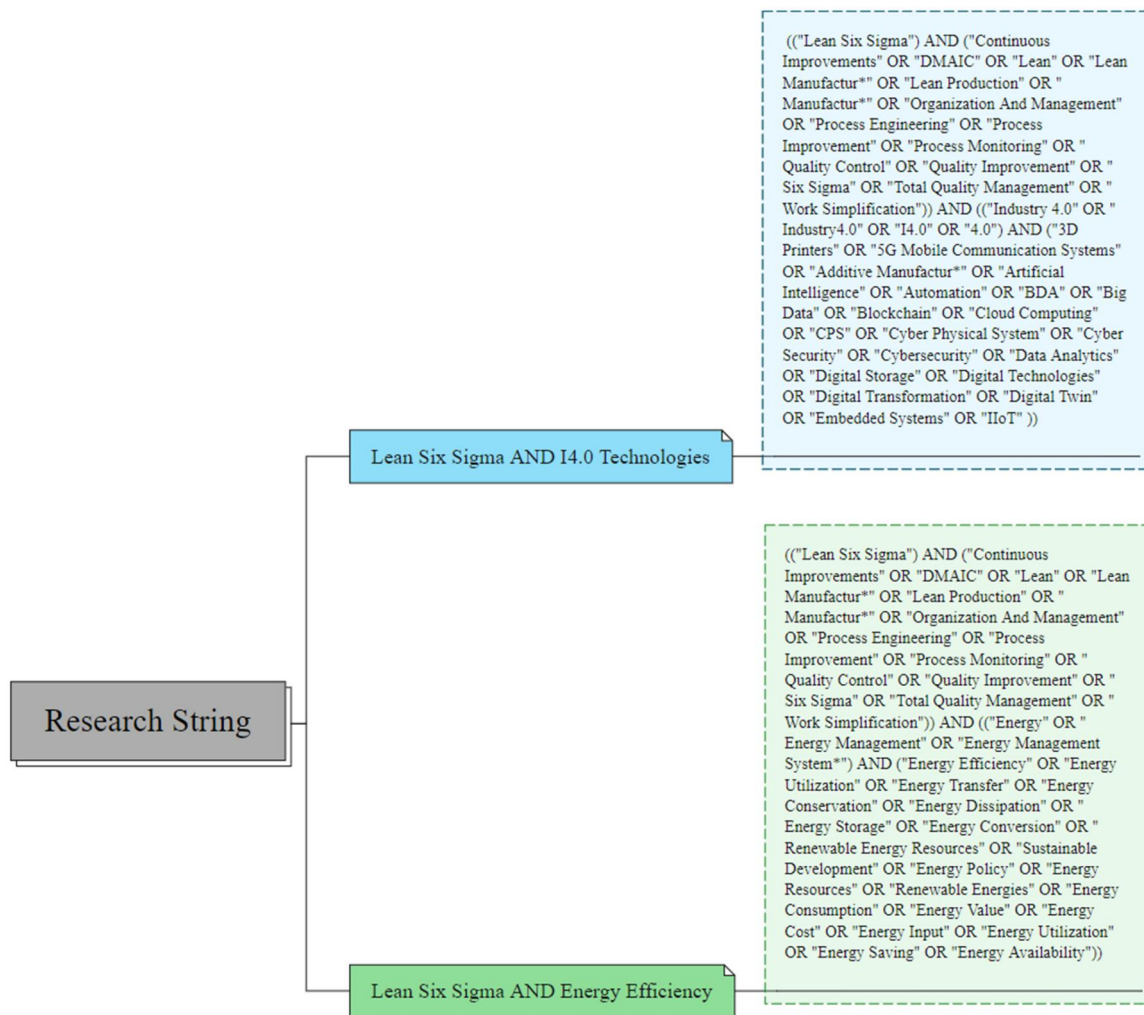 (("Lean Six Sigma") AND ("Continuous
Improvements" OR "DMAIC" OR "Lean" OR "Lean
Manufactur*" OR "Lean Production" OR "
Manufactur*" OR "Organization And Management"
OR "Process Engineering" OR "Process
Improvement" OR "Process Monitoring" OR "
Quality Control" OR "Quality Improvement" OR "
Six Sigma" OR "Total Quality Management" OR "
Work Simplification")) AND (("Industry 4.0" OR "
Industry4.0" OR "I4.0 OR "4.0") AND ("3D
Printers" OR "5G Mobile Communication Systems"
OR "Additive Manufactur*" OR "Artificial
Intelligence" OR "Automation" OR "BDA" OR "Big
Data" OR "Blockchain" OR "Cloud Computing"
OR "CPS" OR "Cyber Physical System" OR "Cyber
Security" OR "Cybersecurity" OR "Data Analytics"
OR "Digital Storage" OR "Digital Technologies"
OR "Digital Transformation" OR "Digital Twin"
OR "Embedded Systems" OR "IIoT" ))
Lean Six Sigma AND I4.0 Technologies
Research String
(("Lean Six Sigma") AND ("Continuous
Improvements" OR "DMAIC" OR "Lean" OR "Lean
Manufactur*" OR "Lean Production" OR "
Manufactur*" OR "Organization And Management"
OR "Process Engineering" OR "Process
Improvement" OR "Process Monitoring" OR "
Quality Control" OR "Quality Improvement" OR "
Six Sigma" OR "Total Quality Management" OR "
Work Simplification")) AND (("Energy" OR "
Energy Management" OR "Energy Management
System*") AND ("Energy Efficiency" OR "Energy
Utilization" OR "Energy Transfer" OR "Energy
Conservation" OR "Energy Dissipation" OR "
Energy Storage" OR "Energy Conversion" OR "
Renewable Energy Resources" OR "Sustainable
Development" OR "Energy Policy" OR "Energy
Resources" OR "Renewable Energies" OR "Energy
Consumption" OR "Energy Value" OR "Energy
Cost" OR "Energy Input" OR "Energy Utilization"
OR "Energy Saving" OR "Energy Availability"))
Lean Six Sigma AND Energy Efficiency